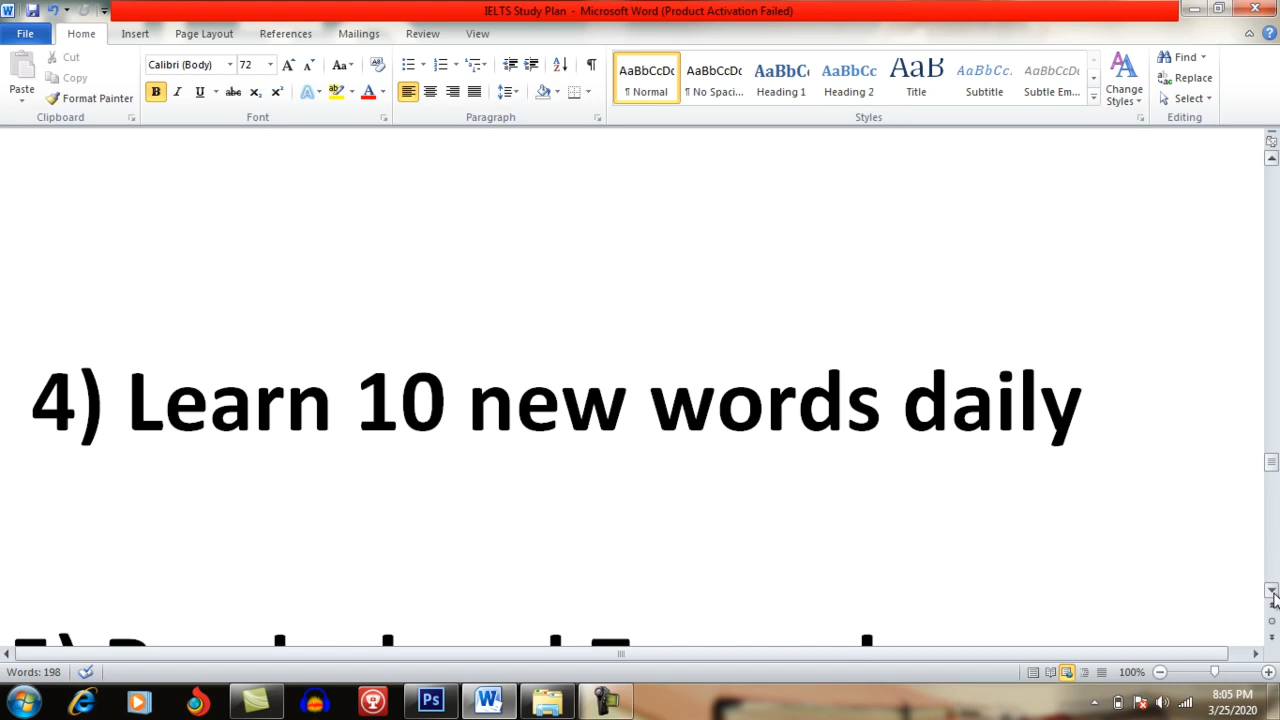 IELTS Study Plan - Microsoft Word (Product Activation Failed)
File Home Insert Page Layout References Mailings Review View
Paste
Cut
Copy
Format Painter
Clipboard
Calibri (Body) 72
Font
Paragraph
AaBbCcDc AaBbCcDc AaBbC AaBbCc AaB AaBbCc. AaBbCcDc
¶ Normal ¶ No Spaci... Heading 1 Heading 2 Title Subtitle Subtle Em...
Change Styles
Styles
Find
Replace
Select
Editing
4) Learn 10 new words daily
Words: 198
100%
8:05 PM
3/25/2020